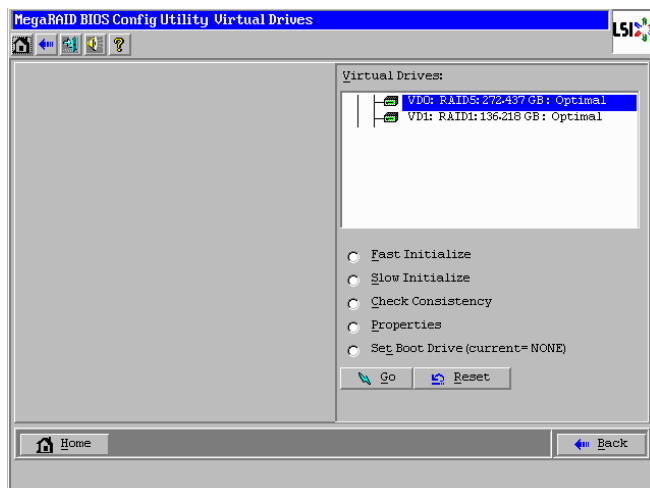 MegaRAID BIOS Config Utility Virtual Drives
LSI
?
Virtual Drives:
VD0: RAID5: 272.437 GB: Optimal
VD1: RAID1: 136.218 GB: Optimal
Fast Initialize
Slow Initialize
Check Consistency
Properties
Set Boot Drive (current= NONE)
Go Reset
Home Back